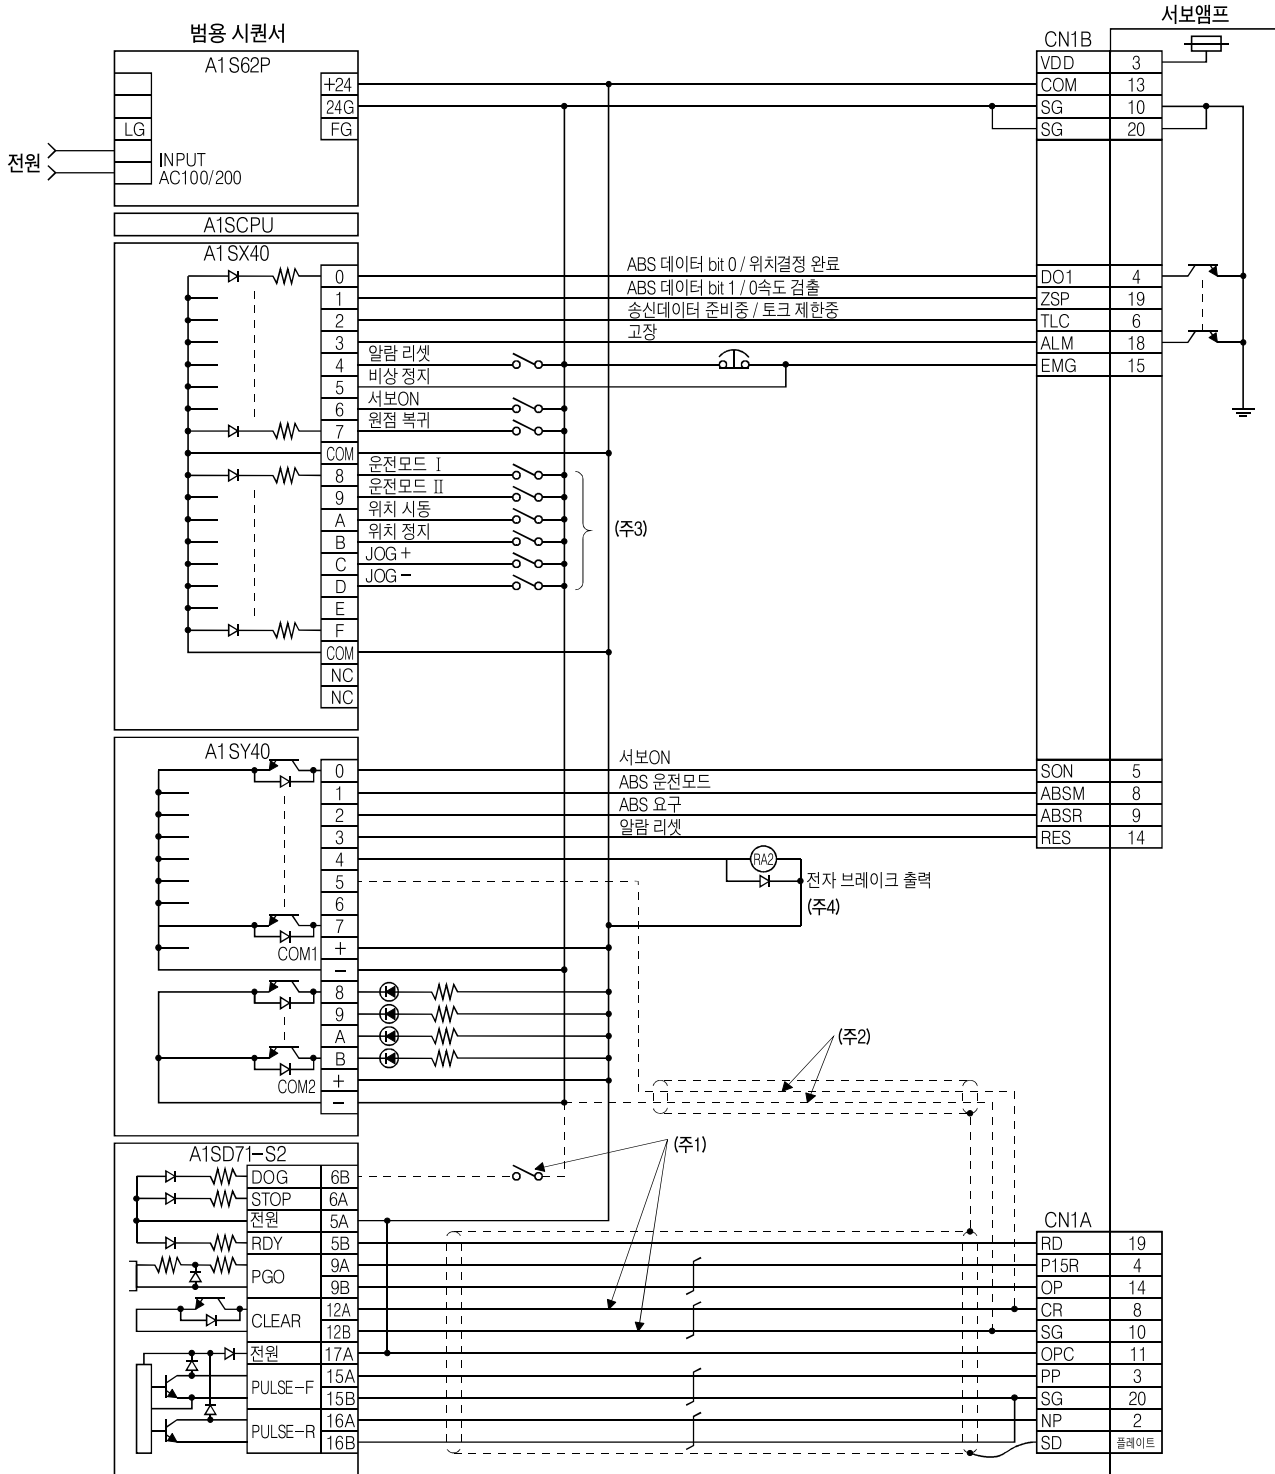 서보앰프
범용 시퀀서
CN1B
A1S62P
VDD 3
+24
COM 13
24G
SG 10
LG
FG
SG 20
전원
INPUT
AC100/200
A1SCPU
A1SX40
0
ABS 데이터 bit 0 / 위치결정 완료
DO1 4
1
ABS 데이터 bit 1 / 0속도 검출
ZSP 19
2
송신데이터 준비중 / 토크 제한중
TLC 6
3
고장
ALM 18
4
알람 리셋
EMG 15
5
비상 정지
6
서보ON
7
원점 복귀
COM
8
운전모드 Ⅰ
9
운전모드 Ⅱ
A
위치 시동
(주3)
B
위치 정지
C
JOG +
D
JOG -
E
F
COM
NC
NC
A1SY40
0
서보ON
SON 5
1
ABS 운전모드
ABSM 8
2
ABS 요구
ABSR 9
3
알람 리셋
RES 14
4
RA2
5
전자 브레이크 출력
6
(주4)
7
COM1
+
-
8
9
A
B
(주2)
COM2
+
-
A1SD71-S2
(주1)
DOG 6B
STOP 6A
전원 5A
CN1A
RDY 5B
RD 19
PGO
9A
P15R 4
9B
OP 14
CLEAR
12A
CR 8
12B
SG 10
전원 17A
OPC 11
PULSE-F
15A
PP 3
15B
SG 20
PULSE-R
16A
NP 2
16B
SD 플레이트